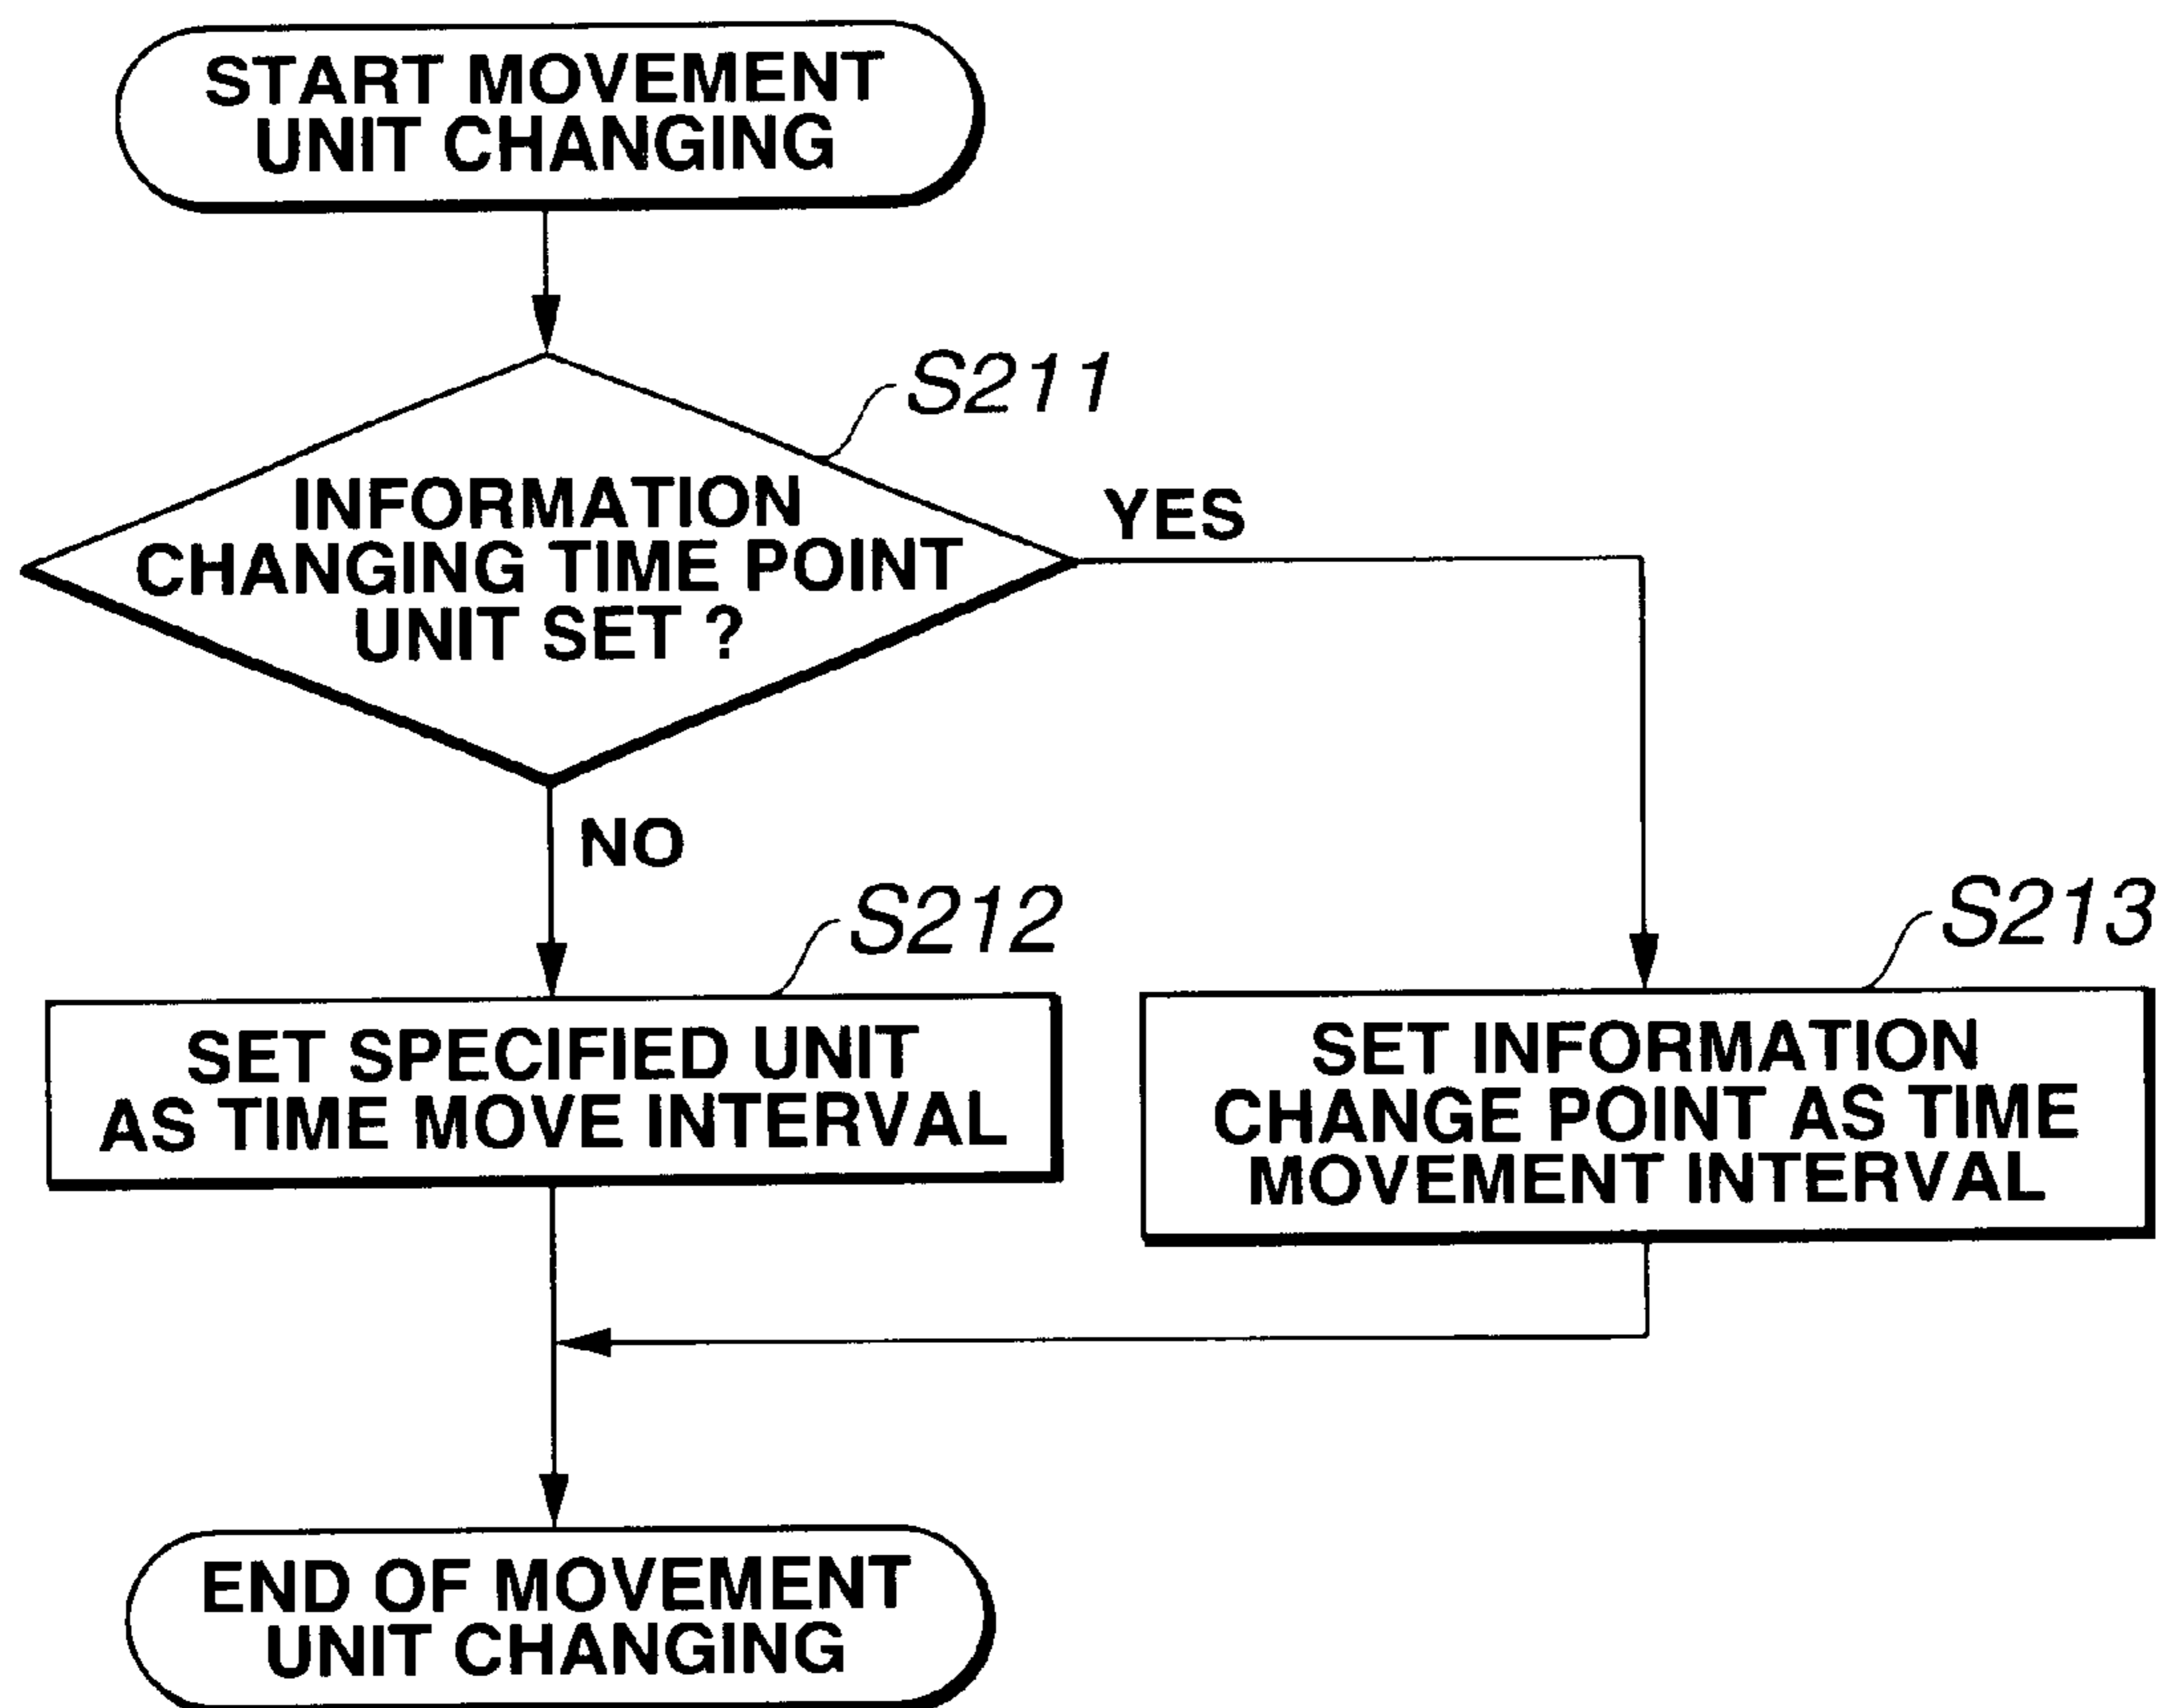 START MOVEMENT
UNIT CHANGING
S211
INFORMATION
CHANGING TIME POINT
UNIT SET ?
YES
NO
S212
SET SPECIFIED UNIT
AS TIME MOVE INTERVAL
S213
SET INFORMATION
CHANGE POINT AS TIME
MOVEMENT INTERVAL
END OF MOVEMENT
UNIT CHANGING